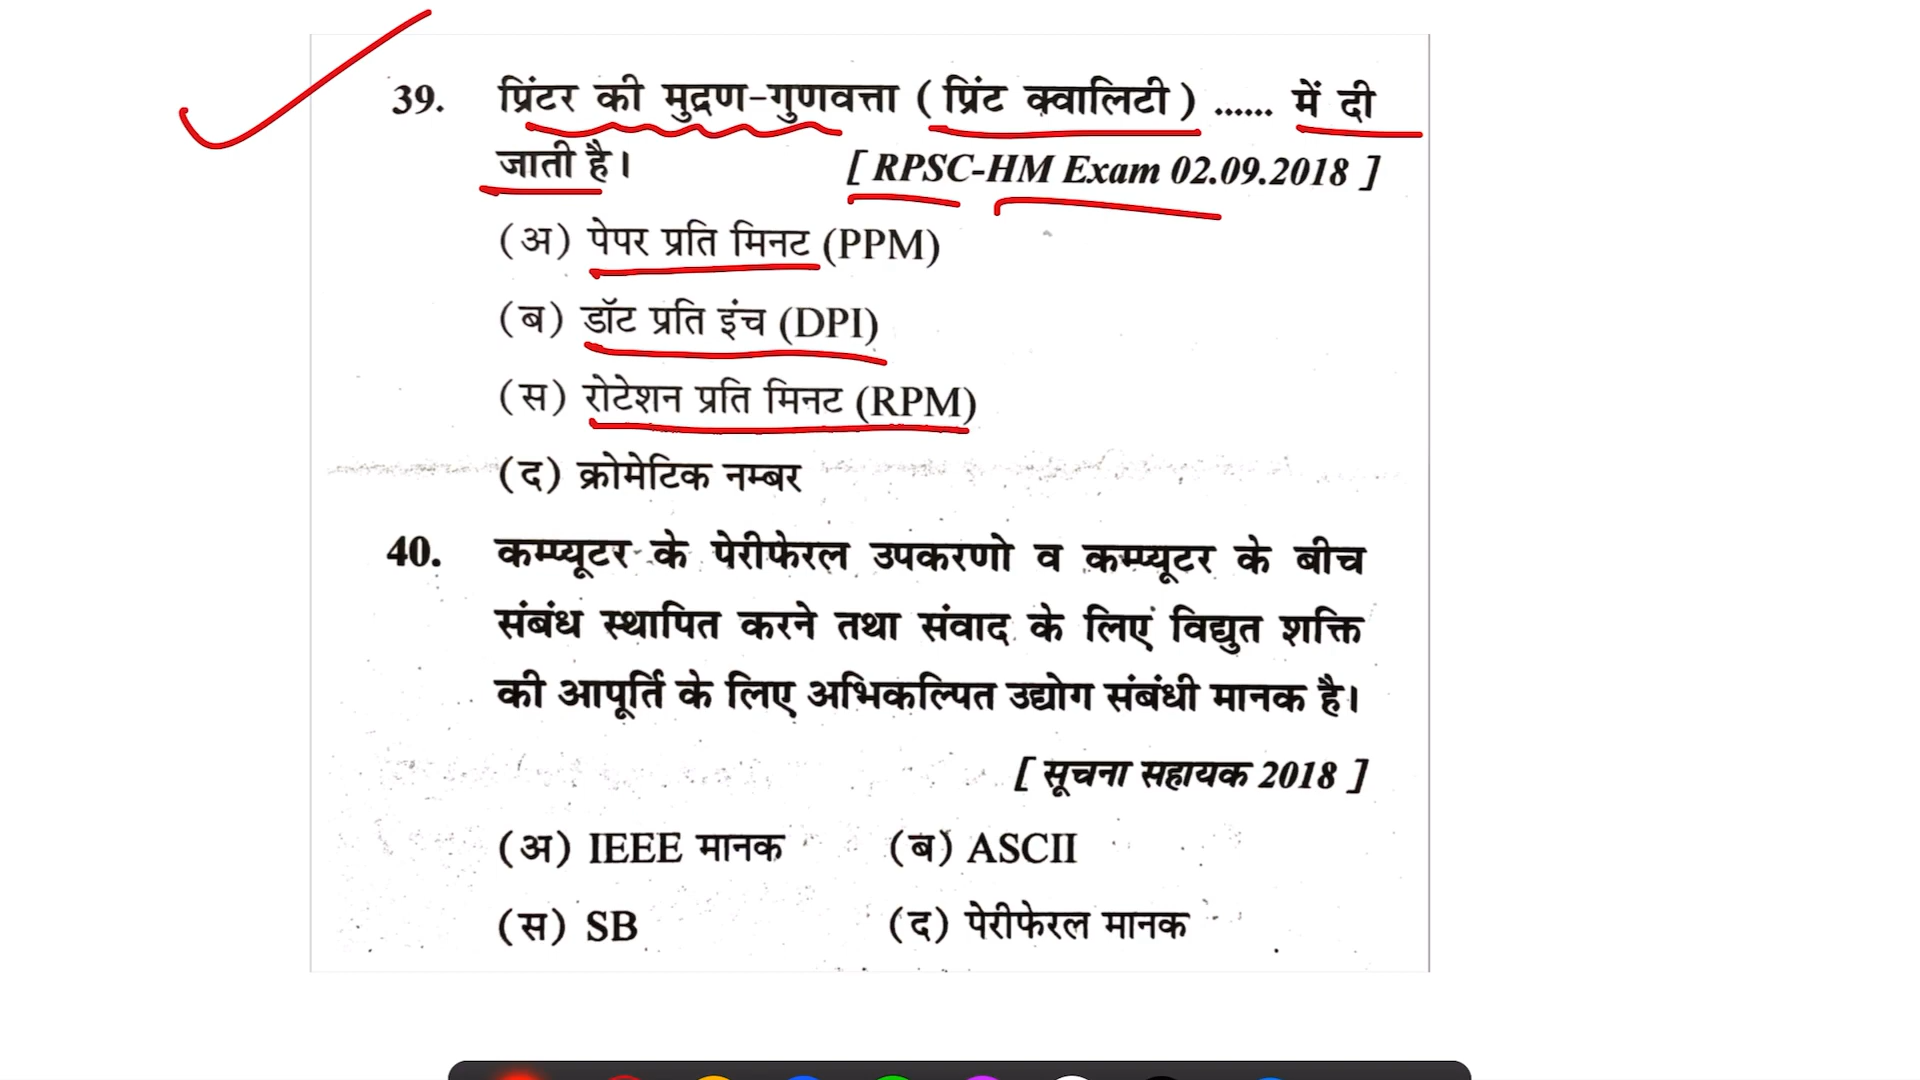 39. प्रिंटर की मुद्रण-गुणवत्ता ( प्रिंट क्वालिटी ) ...... में दी
जाती है। [ RPSC-HM Exam 02.09.2018 ]
(अ) पेपर प्रति मिनट (PPM)
(ब) डॉट प्रति इंच (DPI)
(स) रोटेशन प्रति मिनट (RPM)
(द) क्रोमेटिक नम्बर
40. कम्प्यूटर के पेरीफेरल उपकरणो व कम्प्यूटर के बीच
संबंध स्थापित करने तथा संवाद के लिए विद्युत शक्ति
की आपूर्ति के लिए अभिकल्पित उद्योग संबंधी मानक है।
[ सूचना सहायक 2018 ]
(अ) IEEE मानक (ब) ASCII
(स) SB (द) पेरीफेरल मानक